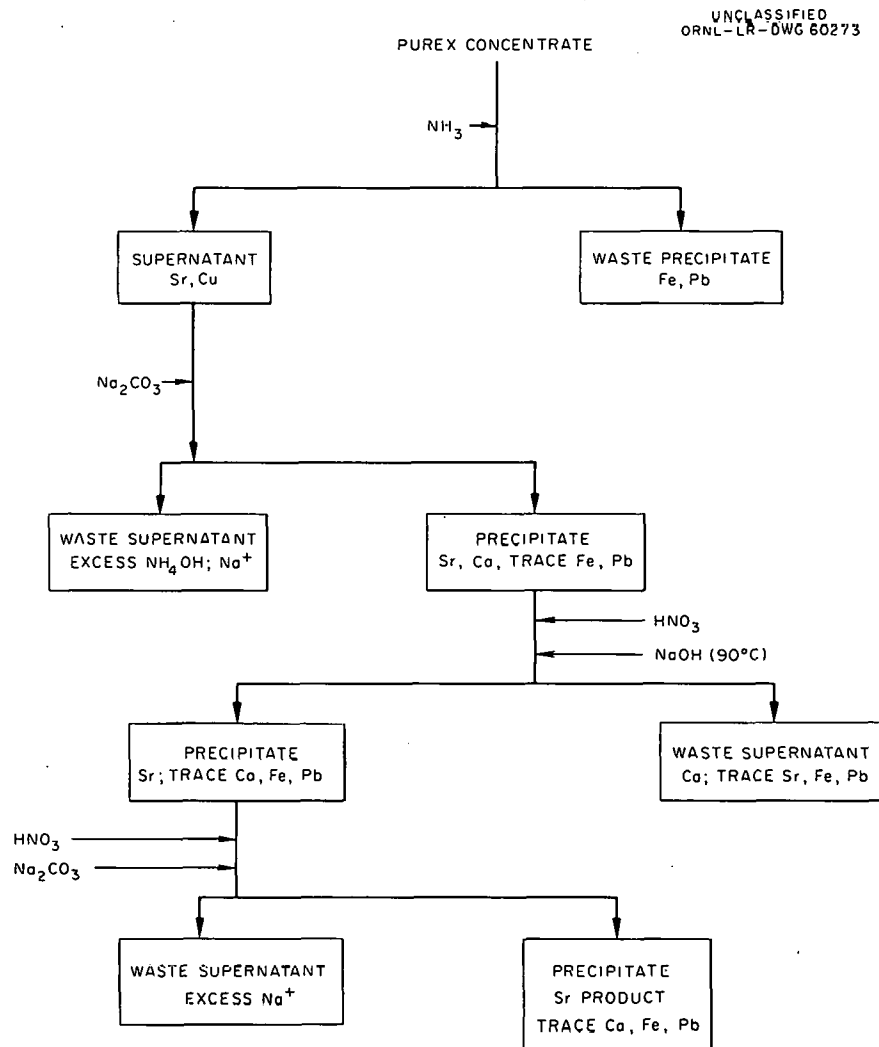 UNCLASSIFIED
ORNL-LR-DWG 60273
PUREX CONCENTRATE
NH₃
SUPERNATANT
Sr, Cu
WASTE PRECIPITATE
Fe, Pb
Na₂CO₃
WASTE SUPERNATANT
EXCESS NH₄OH; Na⁺
PRECIPITATE
Sr, Ca, TRACE Fe, Pb
HNO₃
NaOH (90°C)
PRECIPITATE
Sr; TRACE Ca, Fe, Pb
WASTE SUPERNATANT
Ca; TRACE Sr, Fe, Pb
HNO₃
Na₂CO₃
WASTE SUPERNATANT
EXCESS Na⁺
PRECIPITATE
Sr PRODUCT
TRACE Ca, Fe, Pb